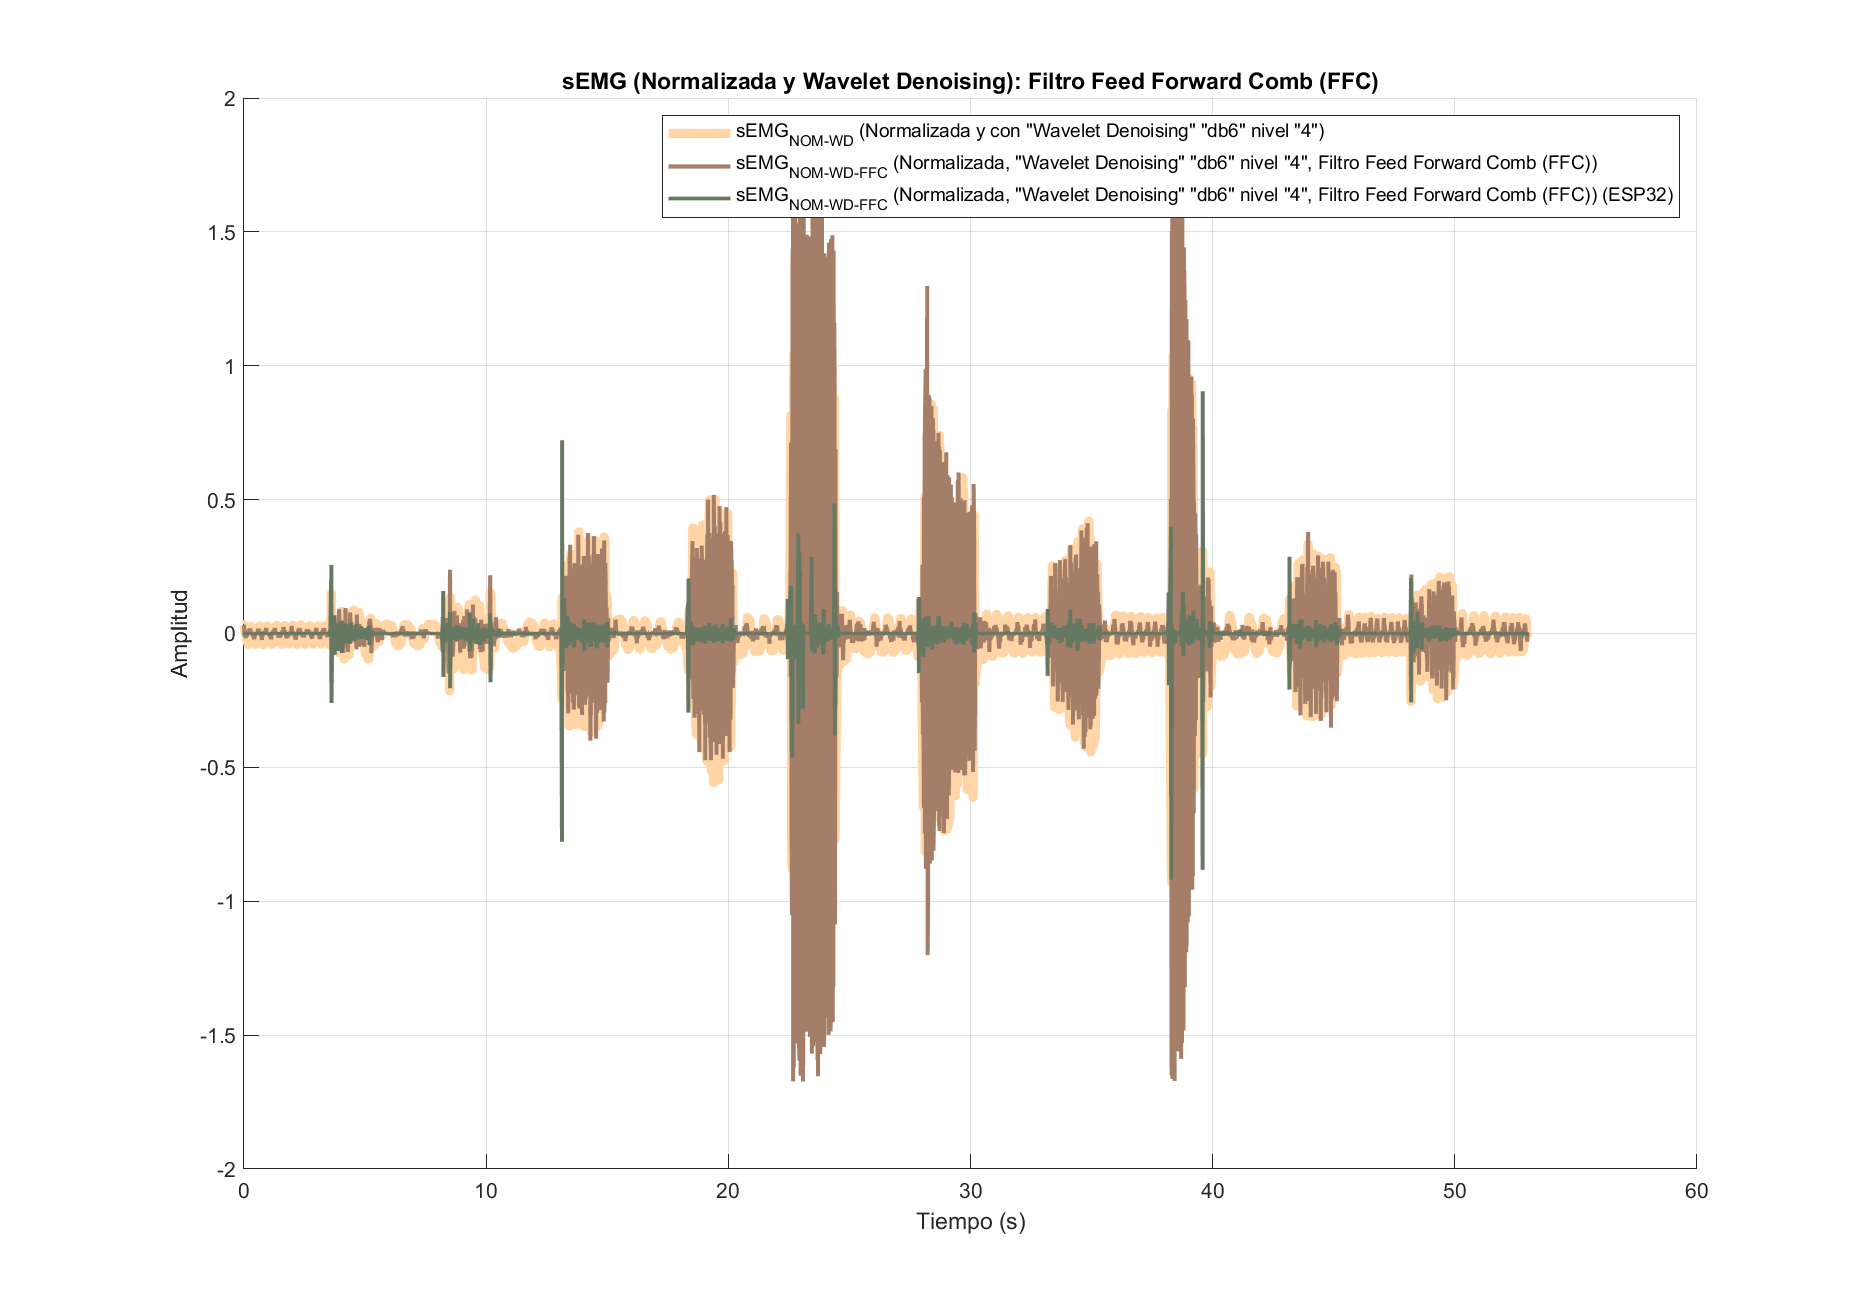 sEMG (Normalizada y Wavelet Denoising): Filtro Feed Forward Comb (FFC)
sEMG_NOM-WD (Normalizada y con "Wavelet Denoising" "db6" nivel "4")
sEMG_NOM-WD-FFC (Normalizada, "Wavelet Denoising" "db6" nivel "4", Filtro Feed Forward Comb (FFC))
sEMG_NOM-WD-FFC (Normalizada, "Wavelet Denoising" "db6" nivel "4", Filtro Feed Forward Comb (FFC)) (ESP32)
Amplitud
2
1.5
1
0.5
0
-0.5
-1
-1.5
-2
0 10 20 30 40 50 60
Tiempo (s)